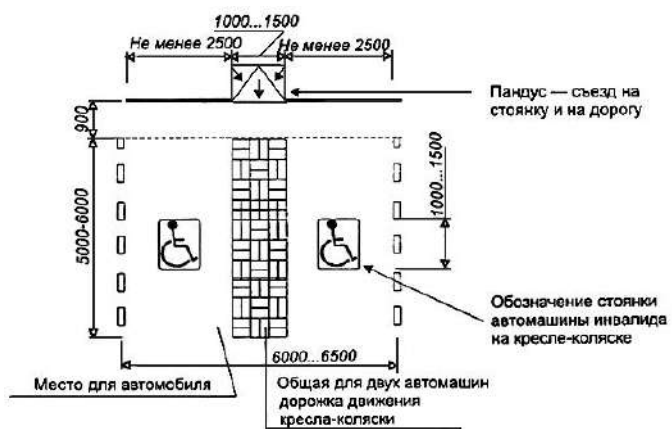 1000...1500
Не менее 2500
Не менее 2500
Пандус — съезд на
стоянку и на дорогу
900
5000-6000
1000...1500
Обозначение стоянки
автомашины инвалида
на кресле-коляске
6000...6500
Место для автомобиля
Общая для двух автомашин
дорожка движения
кресла-коляски